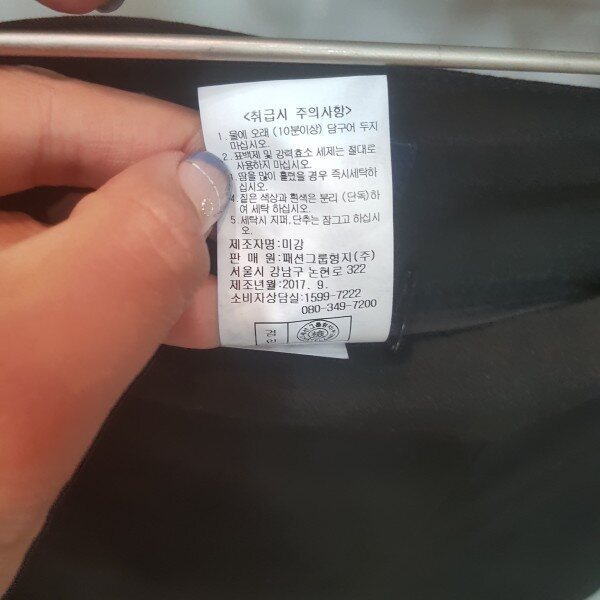 <취급시 주의사항>
1. 물에 오래 (10분이상) 담구어 두지
마십시오.
2. 표백제 및 강력효소 세제는 절대로
사용하지 마십시오.
3. 땀을 많이 흘렸을 경우 즉시세탁하
십시오.
4. 짙은 색상과 흰색은 분리 (단독)하
여 세탁 하십시오.
5. 세탁시 지퍼, 단추는 잠그고 하십시
오.
제조자명:미강
판 매 원:패션그룹형지(주)
서울시 강남구 논현로 322
제조년월:2017. 9.
소비자상담실:1599-7222
080-349-7200